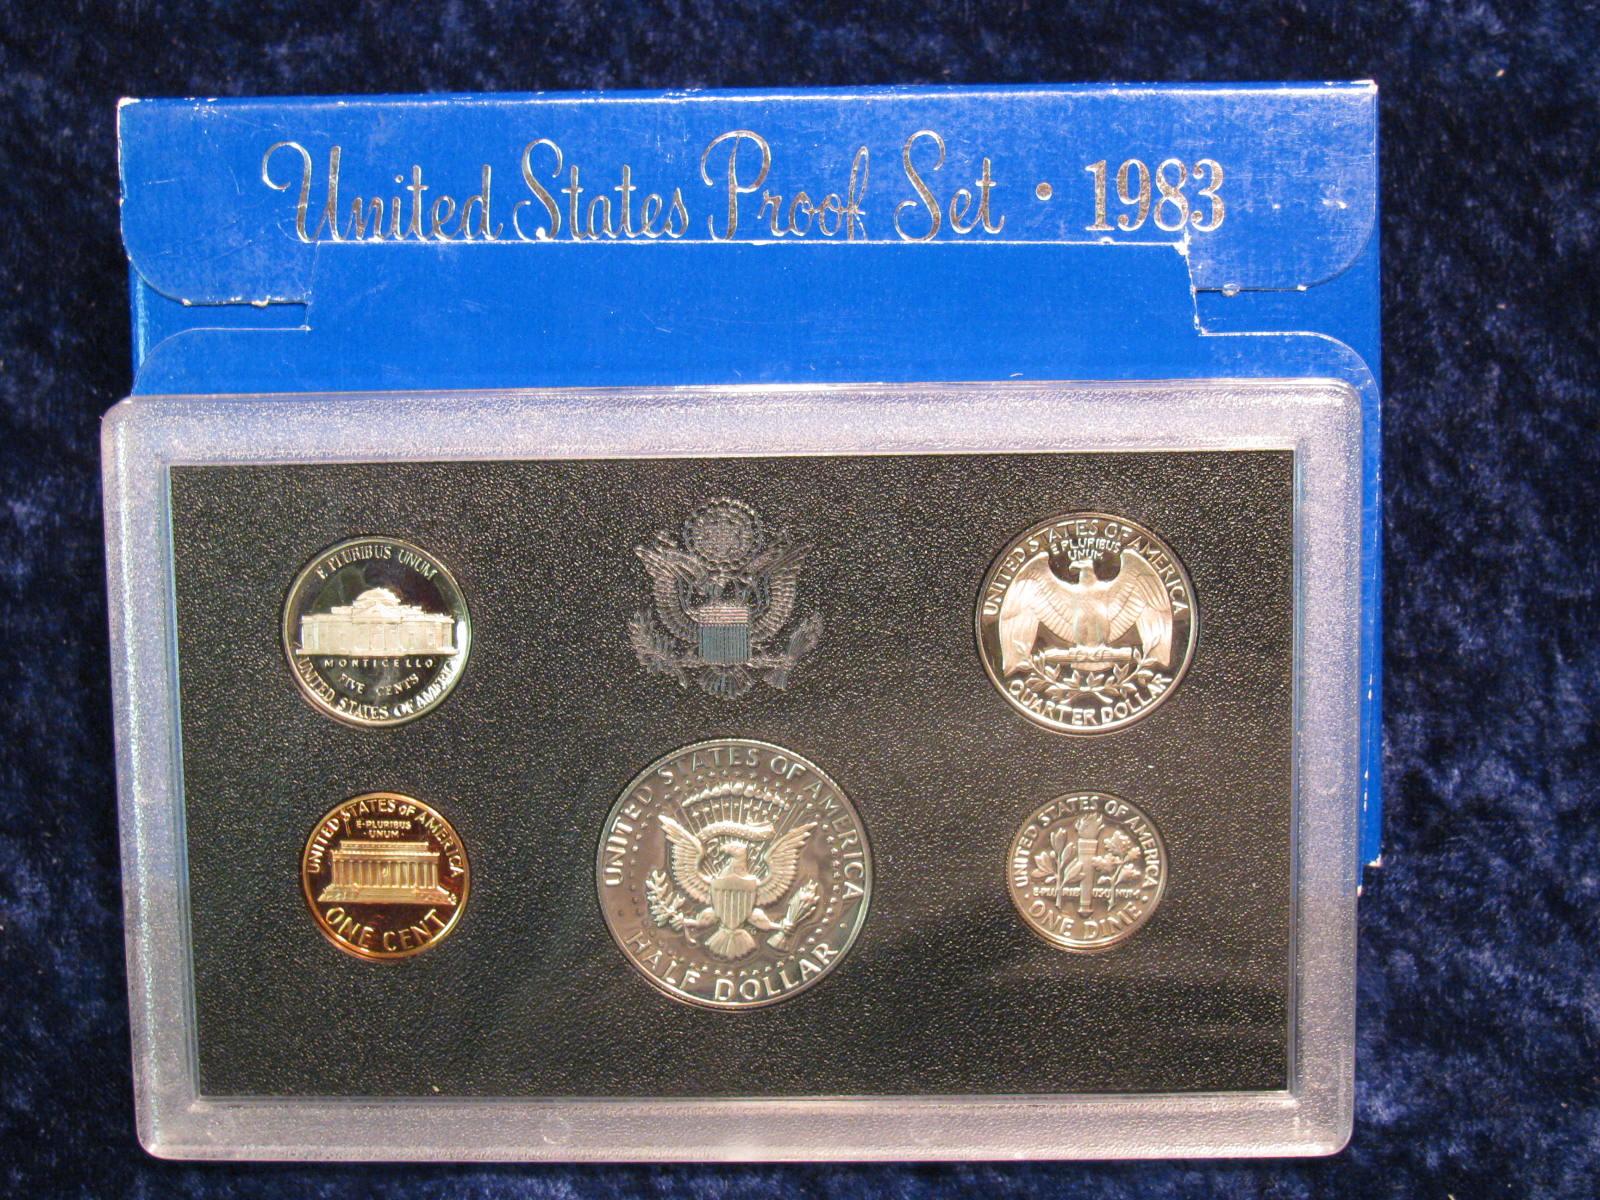 United States Proof Set · 1983
E PLURIBUS UNUM
MONTICELLO
FIVE CENTS
UNITED STATES OF AMERICA
UNITED STATES OF AMERICA
E PLURIBUS
UNUM
QUARTER DOLLAR
UNITED STATES OF AMERICA
E·PLURIBUS
·UNUM·
ONE CENT
UNITED STATES OF AMERICA
HALF DOLLAR
UNITED STATES OF AMERICA
ONE DIME